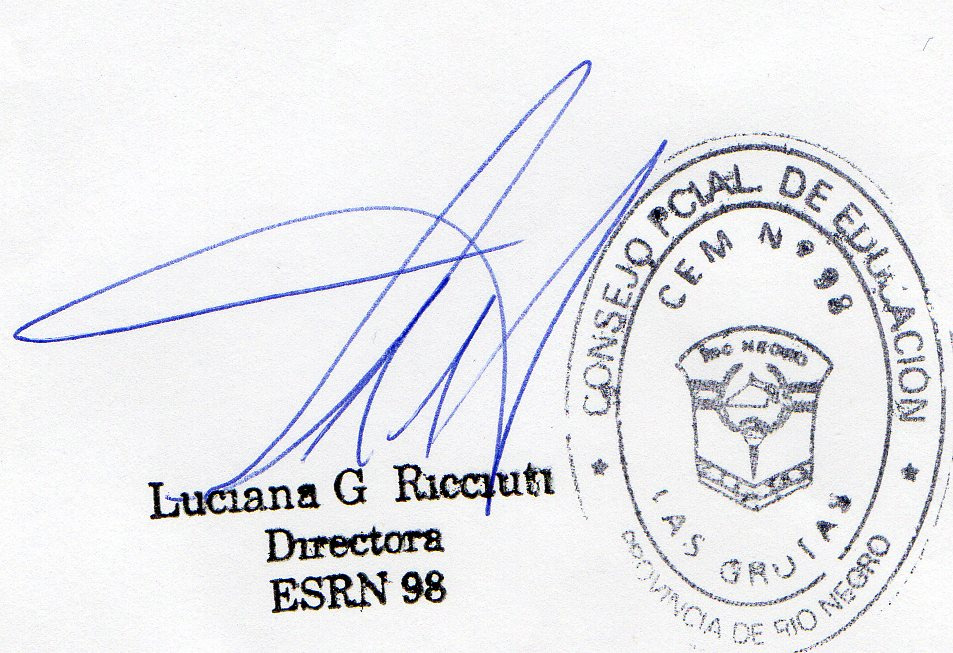 Luciana G Ricciuti
Directora
ESRN 98
CONSEJO PCIAL. DE EDUCACION
CEM Nº 98
RIO NEGRO
LAS GRUTAS
PROVINCIA DE RIO NEGRO